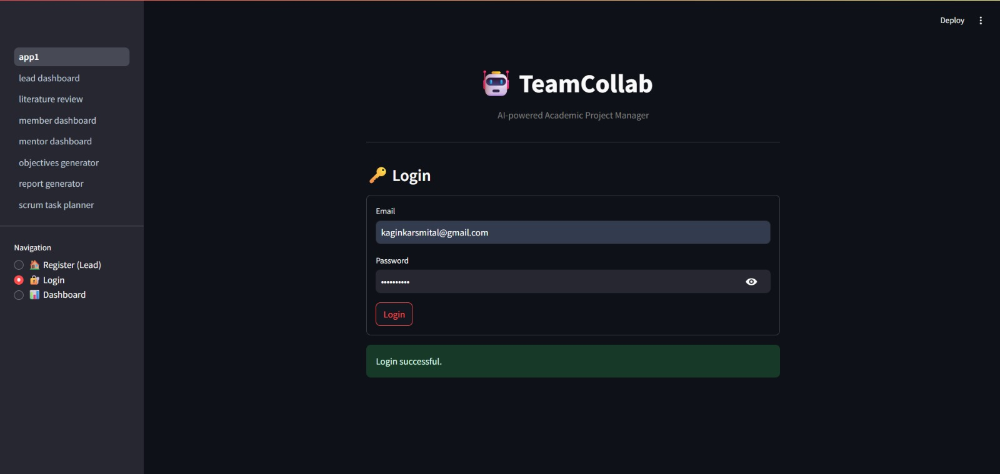 Deploy
app1
lead dashboard
literature review
member dashboard
mentor dashboard
objectives generator
report generator
scrum task planner
Navigation
Register (Lead)
Login
Dashboard
TeamCollab
AI-powered Academic Project Manager
Login
Email
kaginkarsmital@gmail.com
Password
••••••••••
Login
Login successful.